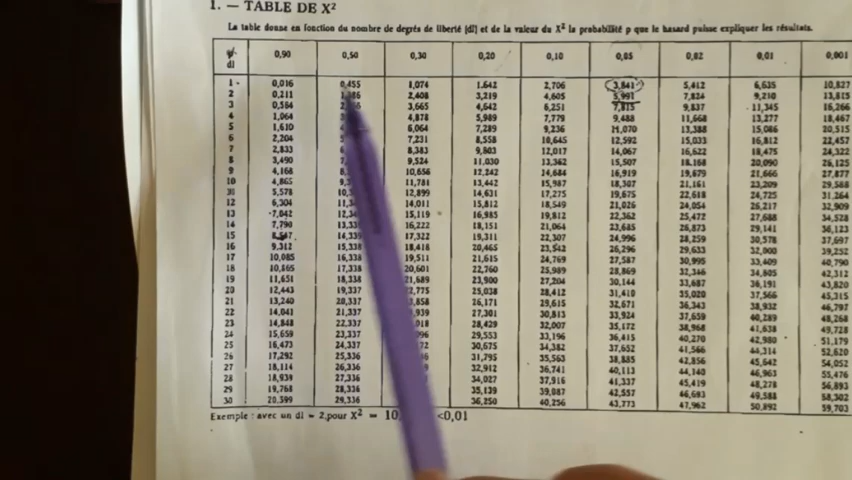 1. — TABLE DE X²
La table donne en fonction du nombre de degrés de liberté (dl) et de la valeur du X² la probabilité p que le hasard puisse expliquer les résultats.
dl 0,90 0,50 0,30 0,20 0,10 0,05 0,02 0,01 0,001
1 0,016 0,455 1,074 1,642 2,706 3,841 5,412 6,635 10,827
2 0,211 2,408 3,219 4,605 5,991 7,824 9,210 13,815
3 0,584 3,665 4,642 6,251 7,815 9,837 11,345 16,266
4 1,064 4,878 5,989 7,779 9,488 11,668 13,277 18,467
5 1,610 6,064 7,289 9,236 11,070 13,388 15,086 20,515
6 2,204 7,231 8,558 10,645 12,592 15,033 16,812 22,457
7 2,833 8,383 9,803 12,017 14,067 16,622 18,475 24,322
8 3,490 9,524 11,030 13,362 15,507 18,168 20,090 26,125
9 4,168 10,656 12,242 14,684 16,919 19,679 21,666 27,877
10 4,865 11,781 13,442 15,987 18,307 21,161 23,209 29,588
5,578 12,899 14,631 17,275 19,675 22,618 24,725 31,264
12 6,304 14,011 15,812 18,549 21,026 24,054 26,217 32,909
13 7,042 15,119 16,985 19,812 22,362 25,472 27,688 34,528
14 7,790 16,222 18,151 21,064 23,685 26,873 29,141 36,123
15 8,547 14,339 17,322 19,311 22,307 24,996 28,259 30,578 37,697
16 9,312 15,338 18,465 20,465 23,542 26,296 29,633 32,000 39,252
17 10,085 16,338 19,511 21,615 24,769 27,587 30,995 33,409 40,790
18 10,865 17,338 20,601 22,760 25,989 28,869 32,346 34,805 42,312
19 11,651 18,338 21,689 23,900 27,204 30,144 33,687 36,191 43,820
20 12,443 19,337 25,038 28,412 31,410 35,020 37,566 45,315
21 13,240 20,337 26,171 29,615 32,671 36,343 38,932 46,797
22 14,041 21,337 27,301 30,813 33,924 37,659 40,289 48,268
23 14,848 22,337 28,429 32,007 35,172 38,968 41,638 49,728
24 15,659 23,337 29,553 33,196 36,415 40,270 42,980 51,179
25 16,473 24,337 30,675 34,382 37,652 41,566 44,314 52,620
26 17,292 25,336 31,795 35,563 38,885 42,856 45,642 54,052
27 18,114 26,336 32,912 36,741 40,113 44,140 46,963 55,476
28 18,939 27,336 34,027 37,916 41,337 45,419 48,278 56,893
29 19,768 28,336 35,139 39,087 42,557 46,693 49,588 58,302
30 20,599 29,336 36,250 40,256 43,773 47,962 50,892 59,703
Exemple : avec un dl = 2, pour X² = 10, <0,01